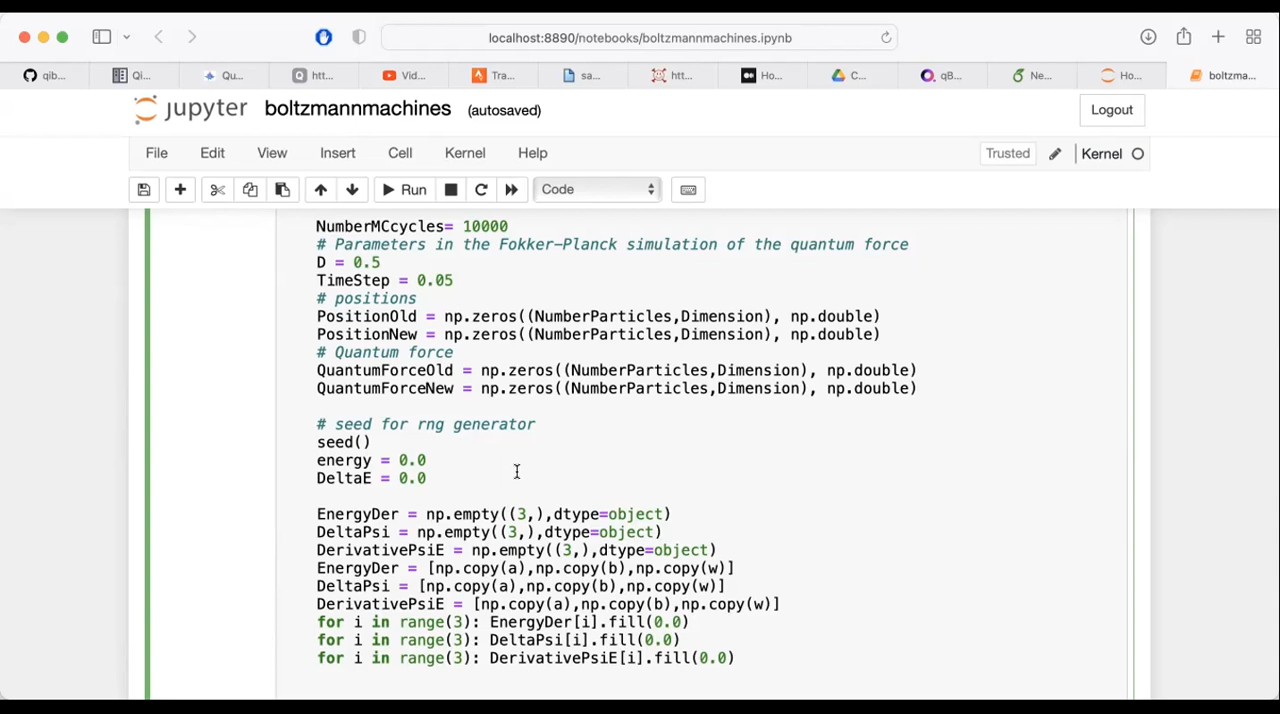 localhost:8890/notebooks/boltzmannmachines.ipynb
qib... Qi... Qu... htt... Vid... Tra... sa... htt... Ho... C... qB... Ne... Ho... boltzma...
jupyter boltzmannmachines (autosaved) Logout
File Edit View Insert Cell Kernel Help Trusted Kernel
Run Code
NumberMCcycles= 10000
# Parameters in the Fokker-Planck simulation of the quantum force
D = 0.5
TimeStep = 0.05
# positions
PositionOld = np.zeros((NumberParticles,Dimension), np.double)
PositionNew = np.zeros((NumberParticles,Dimension), np.double)
# Quantum force
QuantumForceOld = np.zeros((NumberParticles,Dimension), np.double)
QuantumForceNew = np.zeros((NumberParticles,Dimension), np.double)
# seed for rng generator
seed()
energy = 0.0
DeltaE = 0.0
EnergyDer = np.empty((3,),dtype=object)
DeltaPsi = np.empty((3,),dtype=object)
DerivativePsiE = np.empty((3,),dtype=object)
EnergyDer = [np.copy(a),np.copy(b),np.copy(w)]
DeltaPsi = [np.copy(a),np.copy(b),np.copy(w)]
DerivativePsiE = [np.copy(a),np.copy(b),np.copy(w)]
for i in range(3): EnergyDer[i].fill(0.0)
for i in range(3): DeltaPsi[i].fill(0.0)
for i in range(3): DerivativePsiE[i].fill(0.0)